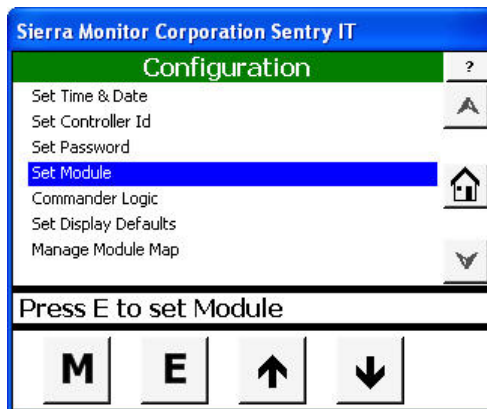 Sierra Monitor Corporation Sentry IT
Configuration
?
Set Time & Date
Set Controller Id
Set Password
Set Module
Commander Logic
Set Display Defaults
Manage Module Map
Press E to set Module
M E